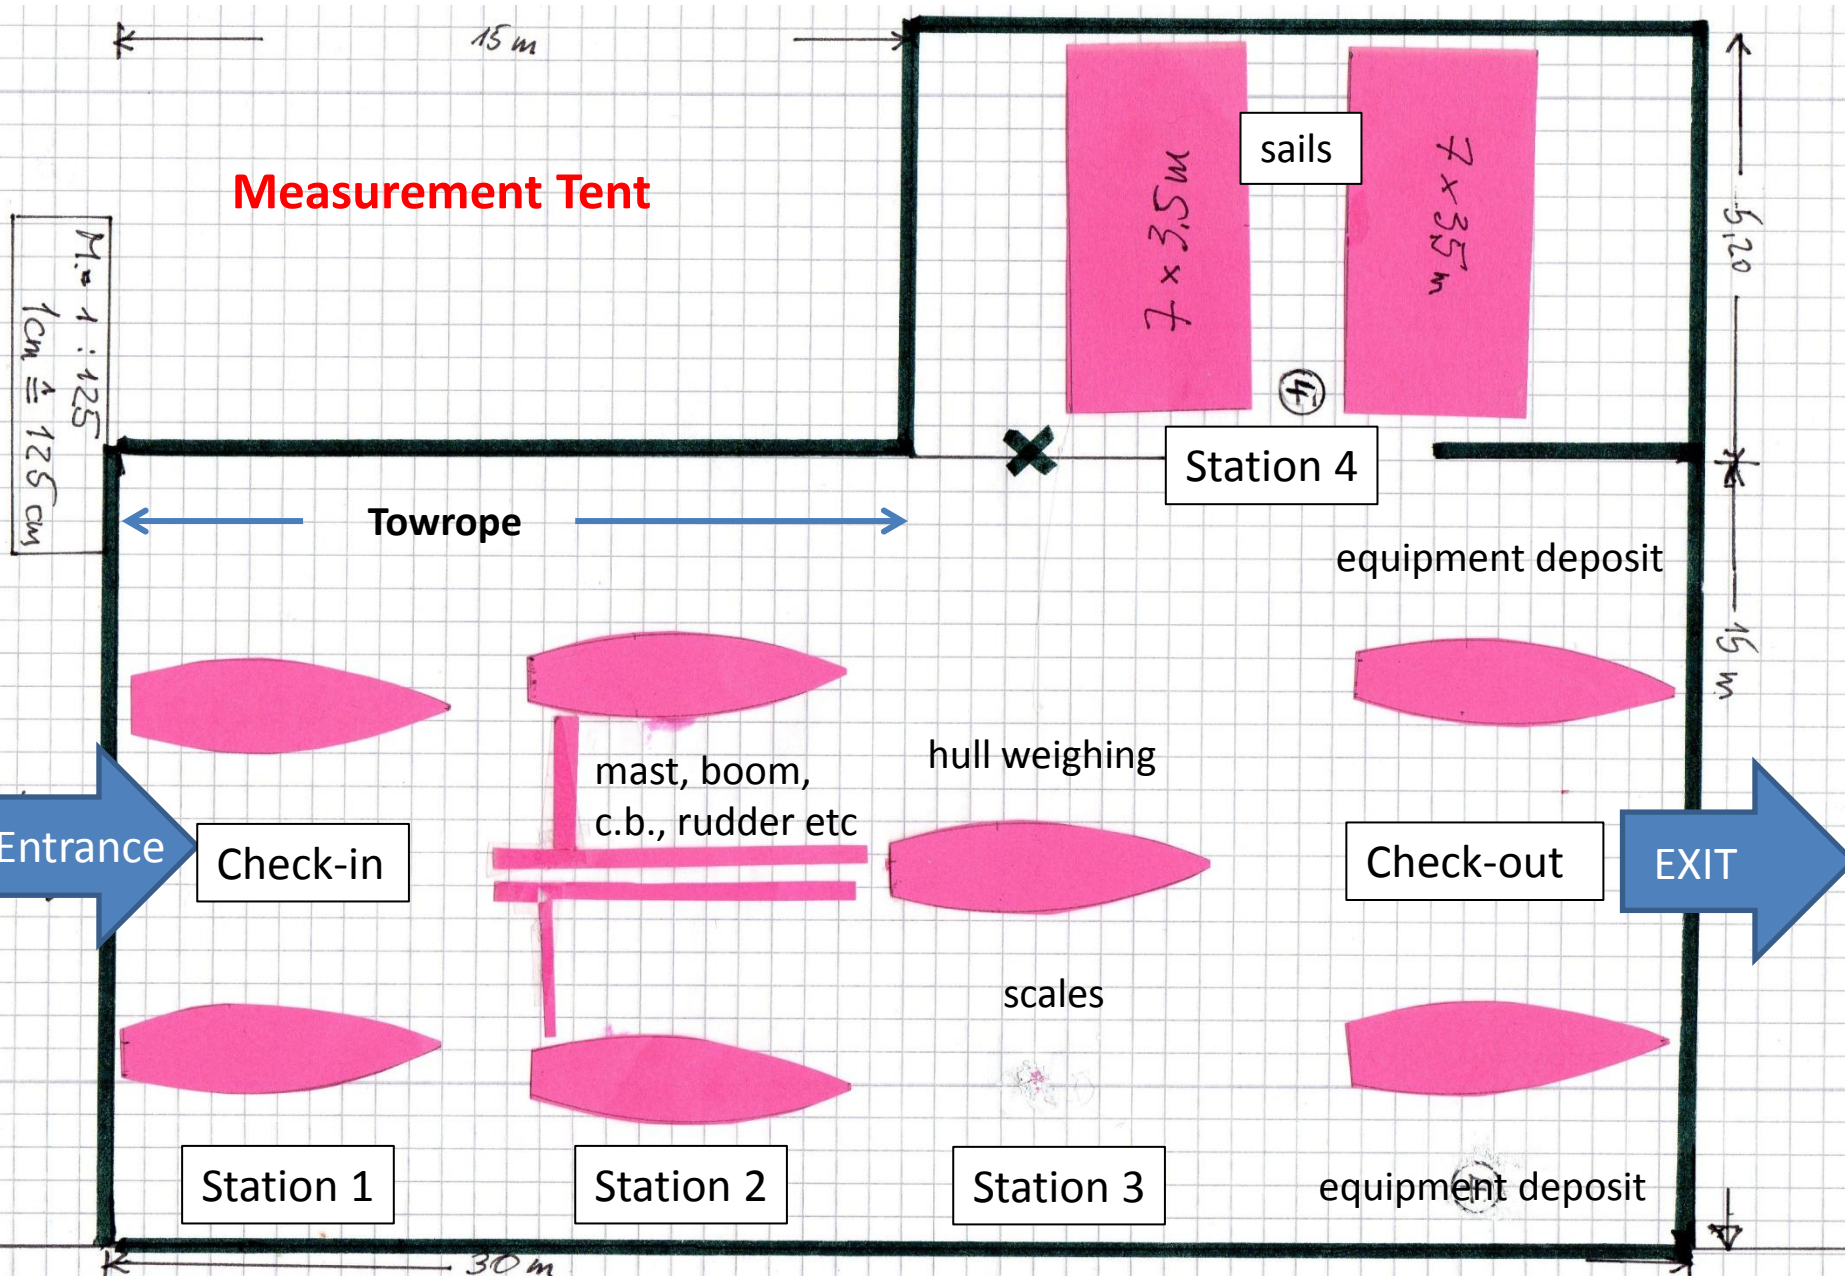 15 m
Measurement Tent
sails
7 x 3,5 m
7 x 3,5 m
M. = 1 : 125
1cm ≙ 125 cm
4
Station 4
Towrope
equipment deposit
15 m
mast, boom,
c.b., rudder etc
hull weighing
Entrance
Check-in
Check-out
EXIT
scales
Station 1
Station 2
Station 3
equipment deposit
30 m